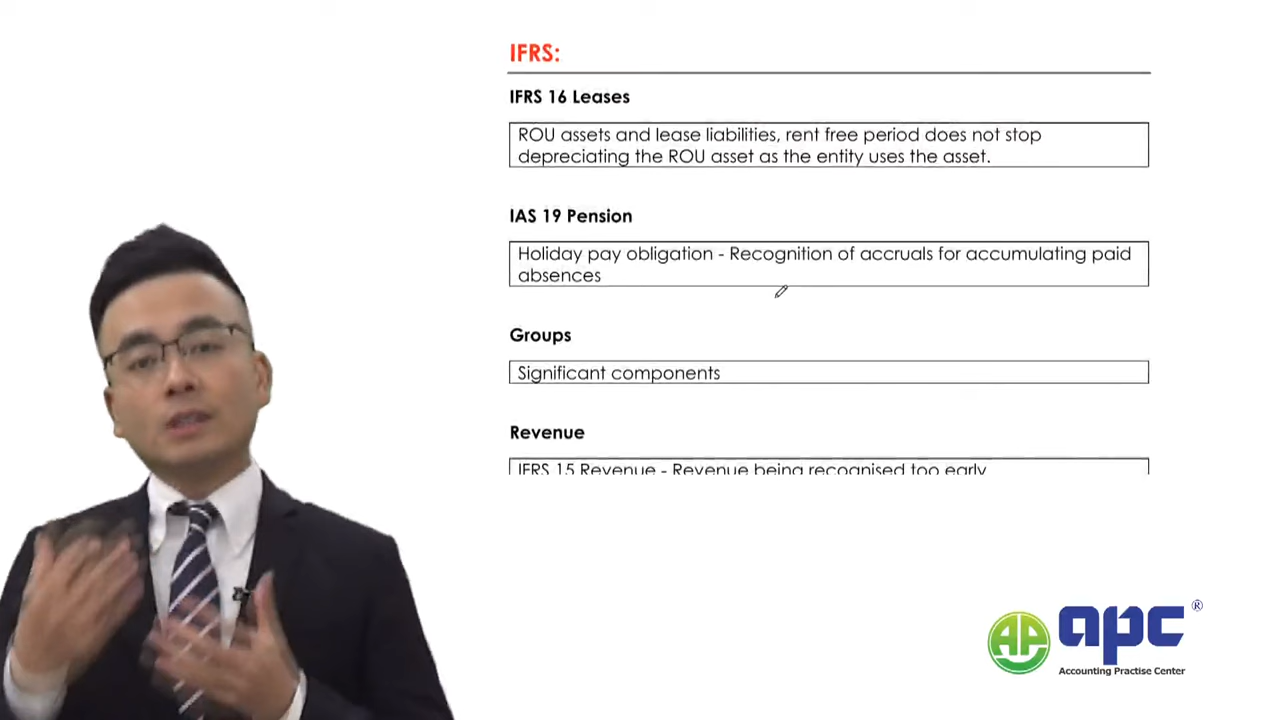 IFRS:
IFRS 16 Leases
ROU assets and lease liabilities, rent free period does not stop
depreciating the ROU asset as the entity uses the asset.
IAS 19 Pension
Holiday pay obligation - Recognition of accruals for accumulating paid
absences
Groups
Significant components
Revenue
IFRS 15 Revenue - Revenue being recognised too early
AP
apc®
Accounting Practise Center